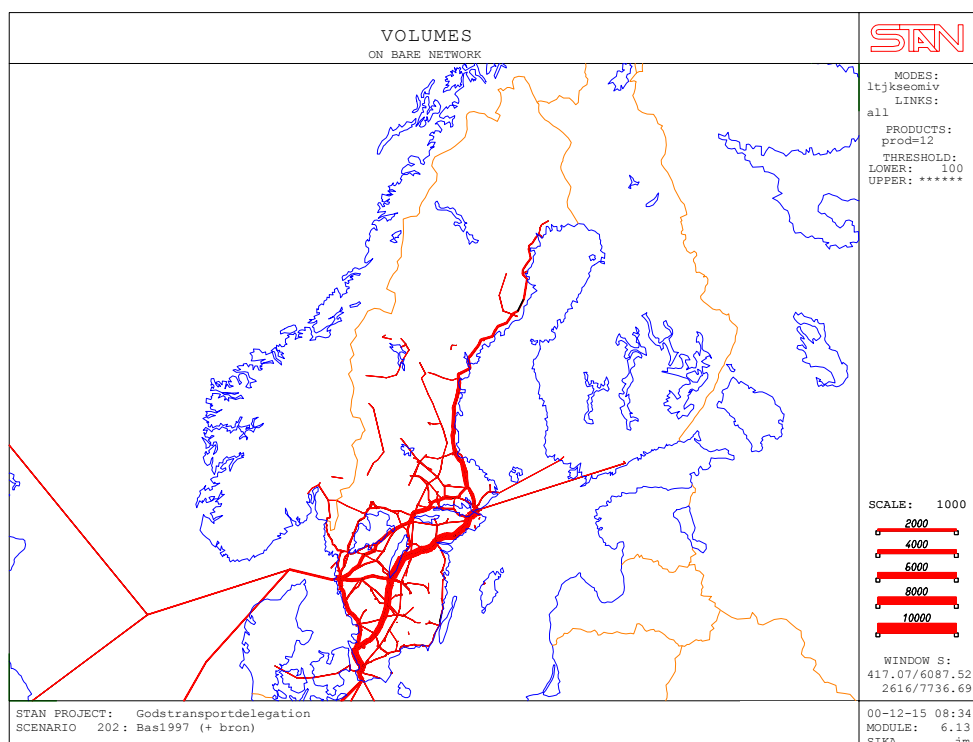 VOLUMES
ON BARE NETWORK
STAN
MODES:
ltjkseomiv
LINKS:
all
PRODUCTS:
prod=12
THRESHOLD:
LOWER: 100
UPPER: ******
SCALE: 1000
2000
4000
6000
8000
10000
WINDOW S:
417.07/6087.52
2616/7736.69
STAN PROJECT: Godstransportdelegation
SCENARIO 202: Bas1997 (+ bron)
00-12-15 08:34
MODULE: 6.13
SIKA jm